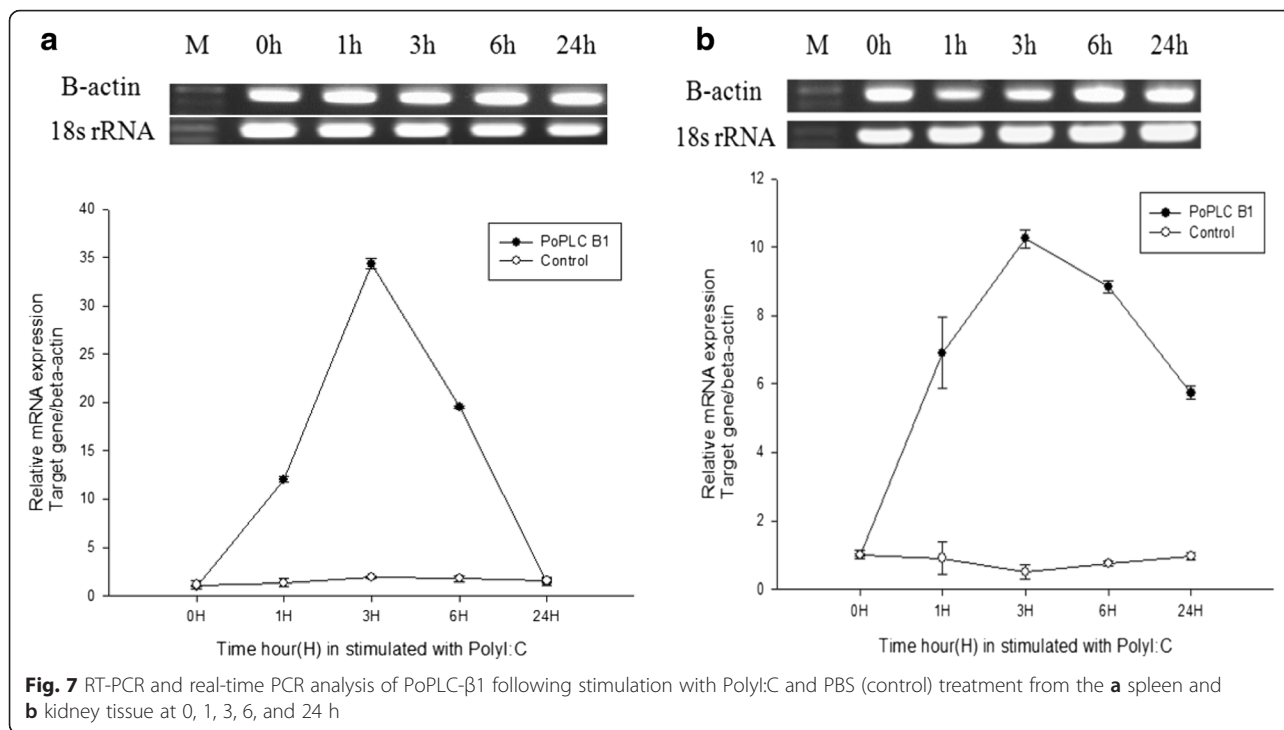 a
M 0h 1h 3h 6h 24h
B-actin
18s rRNA
40
35
30
25
20
15
10
5
0
Relative mRNA expression
Target gene/beta-actin
PoPLC B1
Control
0H 1H 3H 6H 24H
Time hour(H) in stimulated with PolyI:C
b
M 0h 1h 3h 6h 24h
B-actin
18s rRNA
12
10
8
6
4
2
0
Relative mRNA expression
Target gene/beta-actin
PoPLC B1
Control
0H 1H 3H 6H 24H
Time hour(H) in stimulated with PolyI:C
Fig. 7 RT-PCR and real-time PCR analysis of PoPLC-β1 following stimulation with PolyI:C and PBS (control) treatment from the a spleen and
b kidney tissue at 0, 1, 3, 6, and 24 h